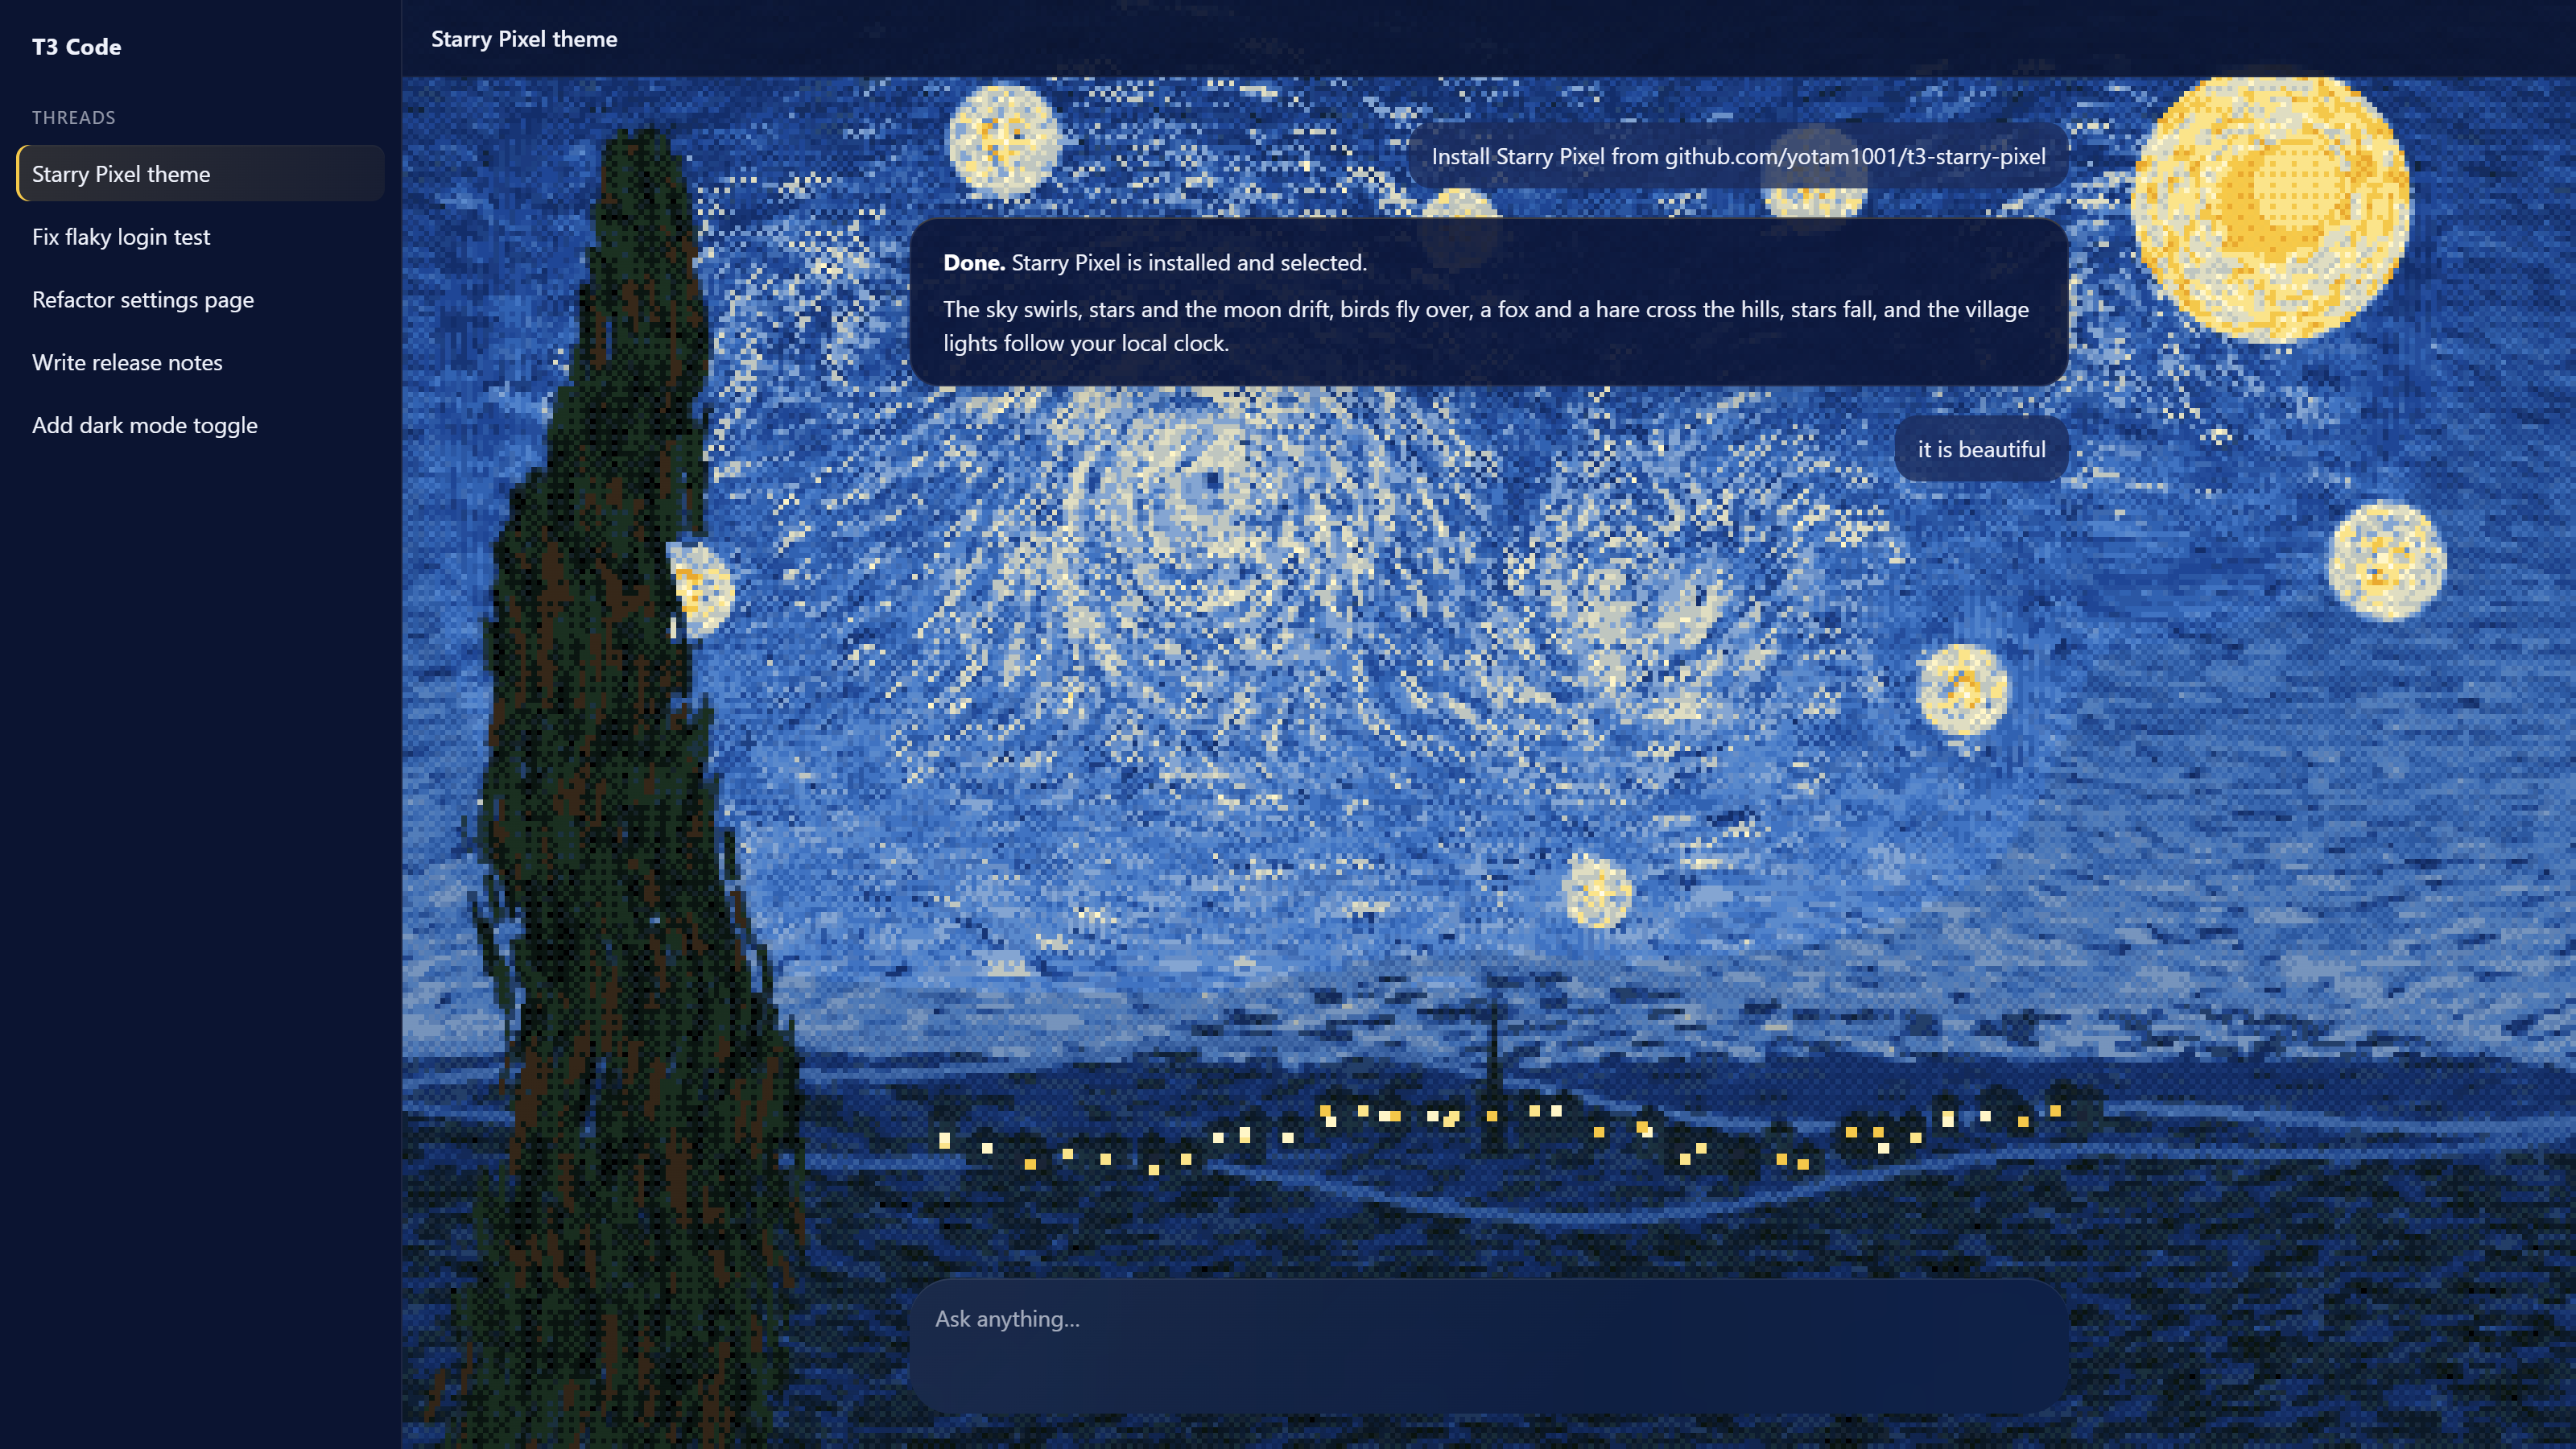 T3 Code
THREADS
Starry Pixel theme
Fix flaky login test
Refactor settings page
Write release notes
Add dark mode toggle
Starry Pixel theme
Install Starry Pixel from github.com/yotam1001/t3-starry-pixel
Done. Starry Pixel is installed and selected.
The sky swirls, stars and the moon drift, birds fly over, a fox and a hare cross the hills, stars fall, and the village
lights follow your local clock.
it is beautiful
Ask anything...